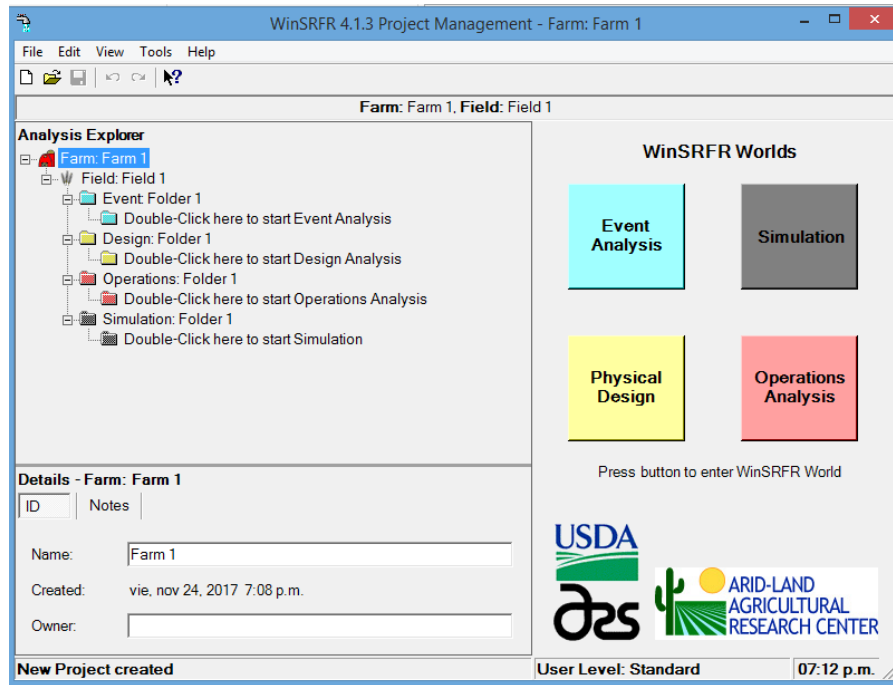 WinSRFR 4.1.3 Project Management - Farm: Farm 1
File Edit View Tools Help
Farm: Farm 1, Field: Field 1
Analysis Explorer
Farm: Farm 1
Field: Field 1
Event: Folder 1
Double-Click here to start Event Analysis
Design: Folder 1
Double-Click here to start Design Analysis
Operations: Folder 1
Double-Click here to start Operations Analysis
Simulation: Folder 1
Double-Click here to start Simulation
WinSRFR Worlds
Event
Analysis
Simulation
Physical
Design
Operations
Analysis
Press button to enter WinSRFR World
Details - Farm: Farm 1
ID Notes
Name: Farm 1
Created: vie, nov 24, 2017 7:08 p.m.
Owner:
USDA
ars
ARID-LAND
AGRICULTURAL
RESEARCH CENTER
New Project created
User Level: Standard
07:12 p.m.